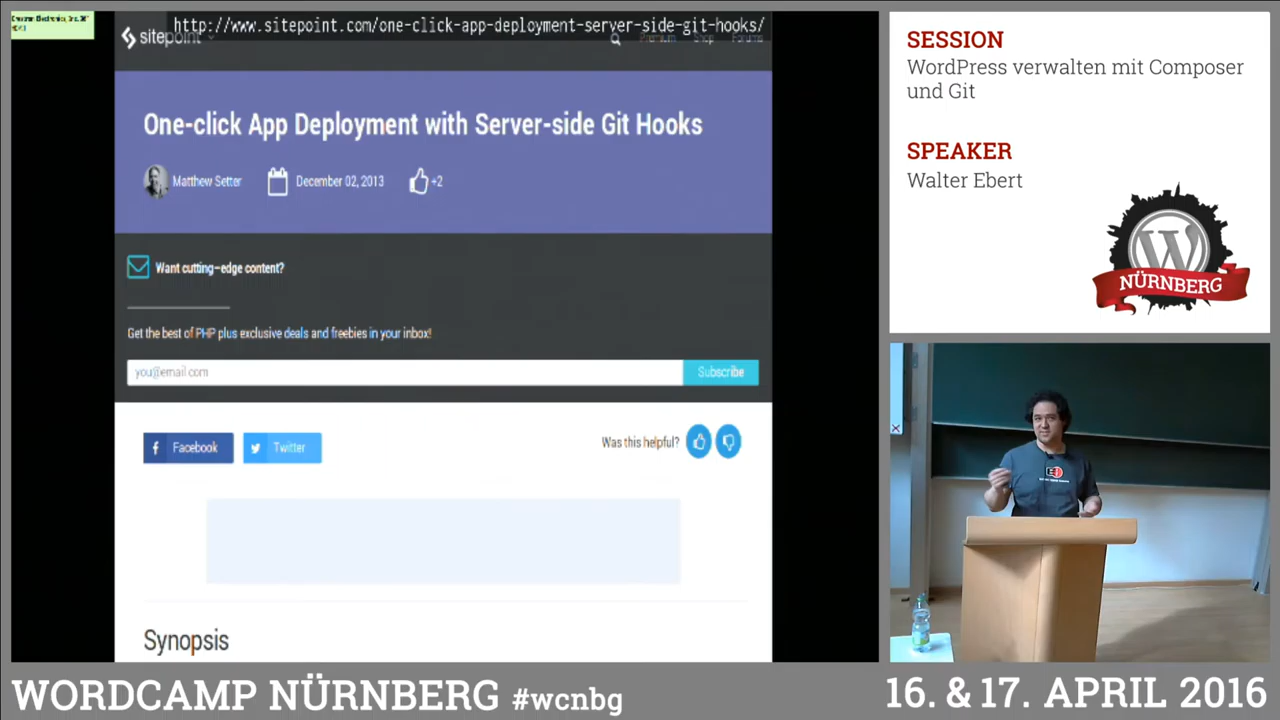 http://www.sitepoint.com/one-click-app-deployment-server-side-git-hooks/
sitepoint
Premium Shop Forums
One-click App Deployment with Server-side Git Hooks
Matthew Setter
December 02, 2013
+2
Want cutting-edge content?
Get the best of PHP plus exclusive deals and freebies in your inbox!
you@email.com
Subscribe
Facebook
Twitter
Was this helpful?
Synopsis
SESSION
WordPress verwalten mit Composer
und Git
SPEAKER
Walter Ebert
W
NÜRNBERG
WORDCAMP NÜRNBERG #wcnbg
16. & 17. APRIL 2016